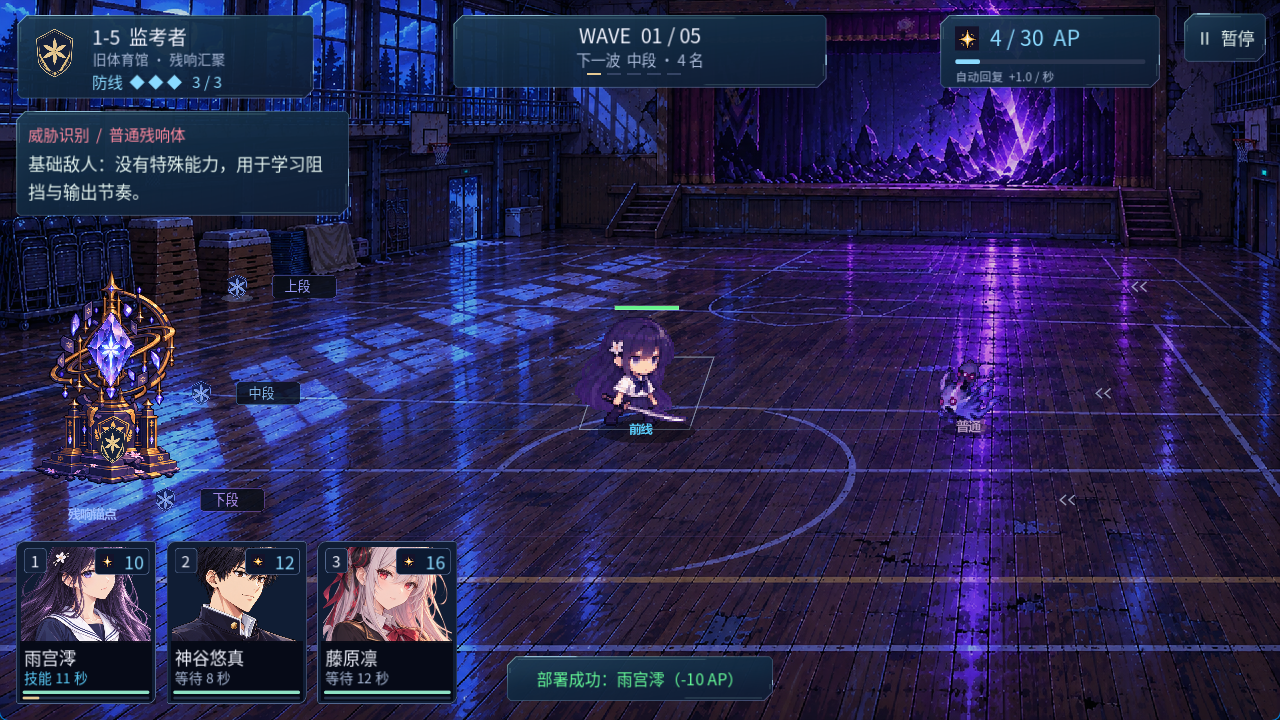 1-5 监考者
旧体育馆 · 残响汇聚
防线 3 / 3
WAVE 01 / 05
下一波 中段 · 4 名
4 / 30 AP
自动回复 +1.0 / 秒
暂停
威胁识别 / 普通残响体
基础敌人：没有特殊能力，用于学习阻
挡与输出节奏。
上段
中段
下段
残响锚点
前线
普通
1 10
雨宫澪
技能 11 秒
2 12
神谷悠真
等待 8 秒
3 16
藤原凛
等待 12 秒
部署成功：雨宫澪（-10 AP）